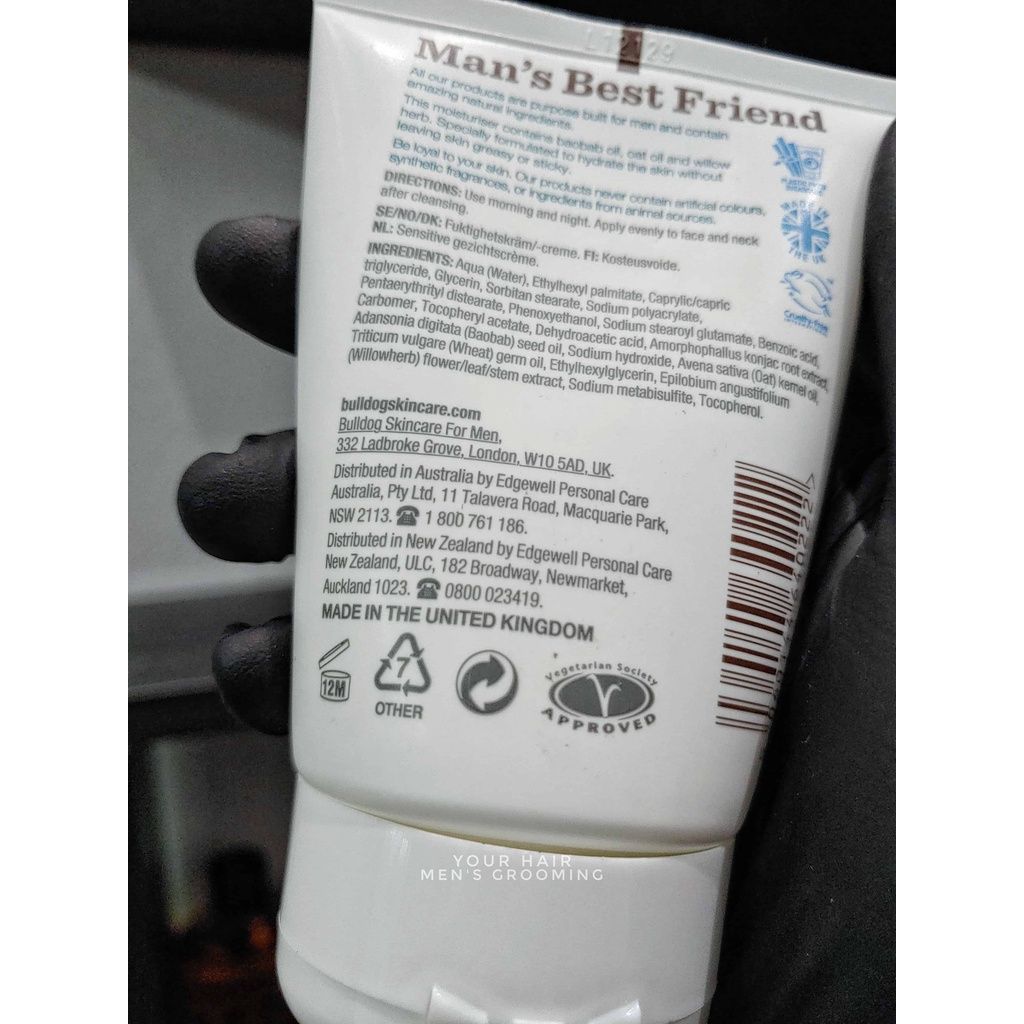 L12129
Man's Best Friend
All our products are purpose built for men and contain
amazing natural ingredients.
This moisturiser contains baobab oil, oat oil and willow
herb. Specially formulated to hydrate the skin without
leaving skin greasy or sticky.
Be loyal to your skin. Our products never contain artificial colours,
synthetic fragrances, or ingredients from animal sources.
DIRECTIONS: Use morning and night. Apply evenly to face and neck
after cleansing.
SE/NO/DK: Fuktighetskräm/-creme. FI: Kosteusvoide.
NL: Sensitive gezichtscrème.
INGREDIENTS: Aqua (Water), Ethylhexyl palmitate, Caprylic/capric
triglyceride, Glycerin, Sorbitan stearate, Sodium polyacrylate,
Pentaerythrityl distearate, Phenoxyethanol, Sodium stearoyl glutamate, Benzoic acid,
Carbomer, Tocopheryl acetate, Dehydroacetic acid, Amorphophallus konjac root extract,
Adansonia digitata (Baobab) seed oil, Sodium hydroxide, Avena sativa (Oat) kernel oil,
Triticum vulgare (Wheat) germ oil, Ethylhexylglycerin, Epilobium angustifolium
(Willowherb) flower/leaf/stem extract, Sodium metabisulfite, Tocopherol.
MADE IN
THE UK
Cruelty-free
INTERNATIONAL
bulldogskincare.com
Bulldog Skincare For Men,
332 Ladbroke Grove, London, W10 5AD, UK.
Distributed in Australia by Edgewell Personal Care
Australia, Pty Ltd, 11 Talavera Road, Macquarie Park,
NSW 2113. ☎ 1 800 761 186.
Distributed in New Zealand by Edgewell Personal Care
New Zealand, ULC, 182 Broadway, Newmarket,
Auckland 1023. ☎ 0800 023419.
MADE IN THE UNITED KINGDOM
12M
7
OTHER
Vegetarian Society
V
APPROVED
YOUR HAIR
MEN'S GROOMING